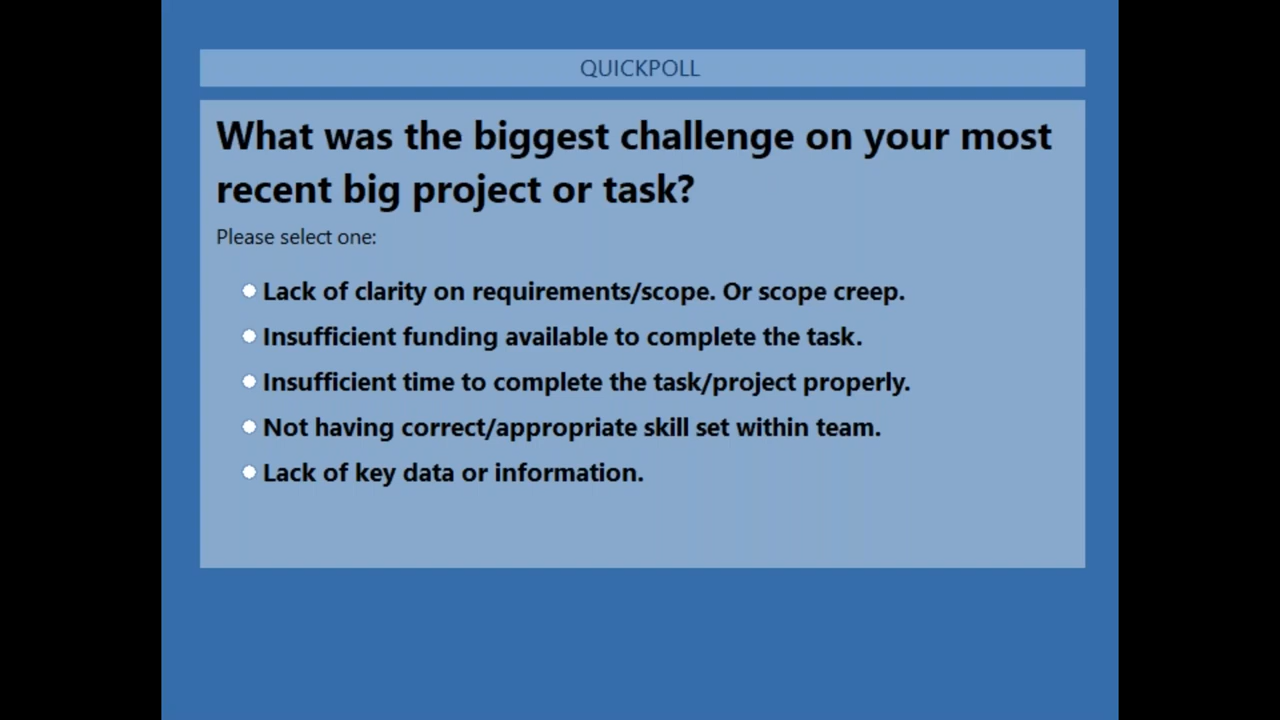 QUICKPOLL
What was the biggest challenge on your most
recent big project or task?
Please select one:
Lack of clarity on requirements/scope. Or scope creep.
Insufficient funding available to complete the task.
Insufficient time to complete the task/project properly.
Not having correct/appropriate skill set within team.
Lack of key data or information.